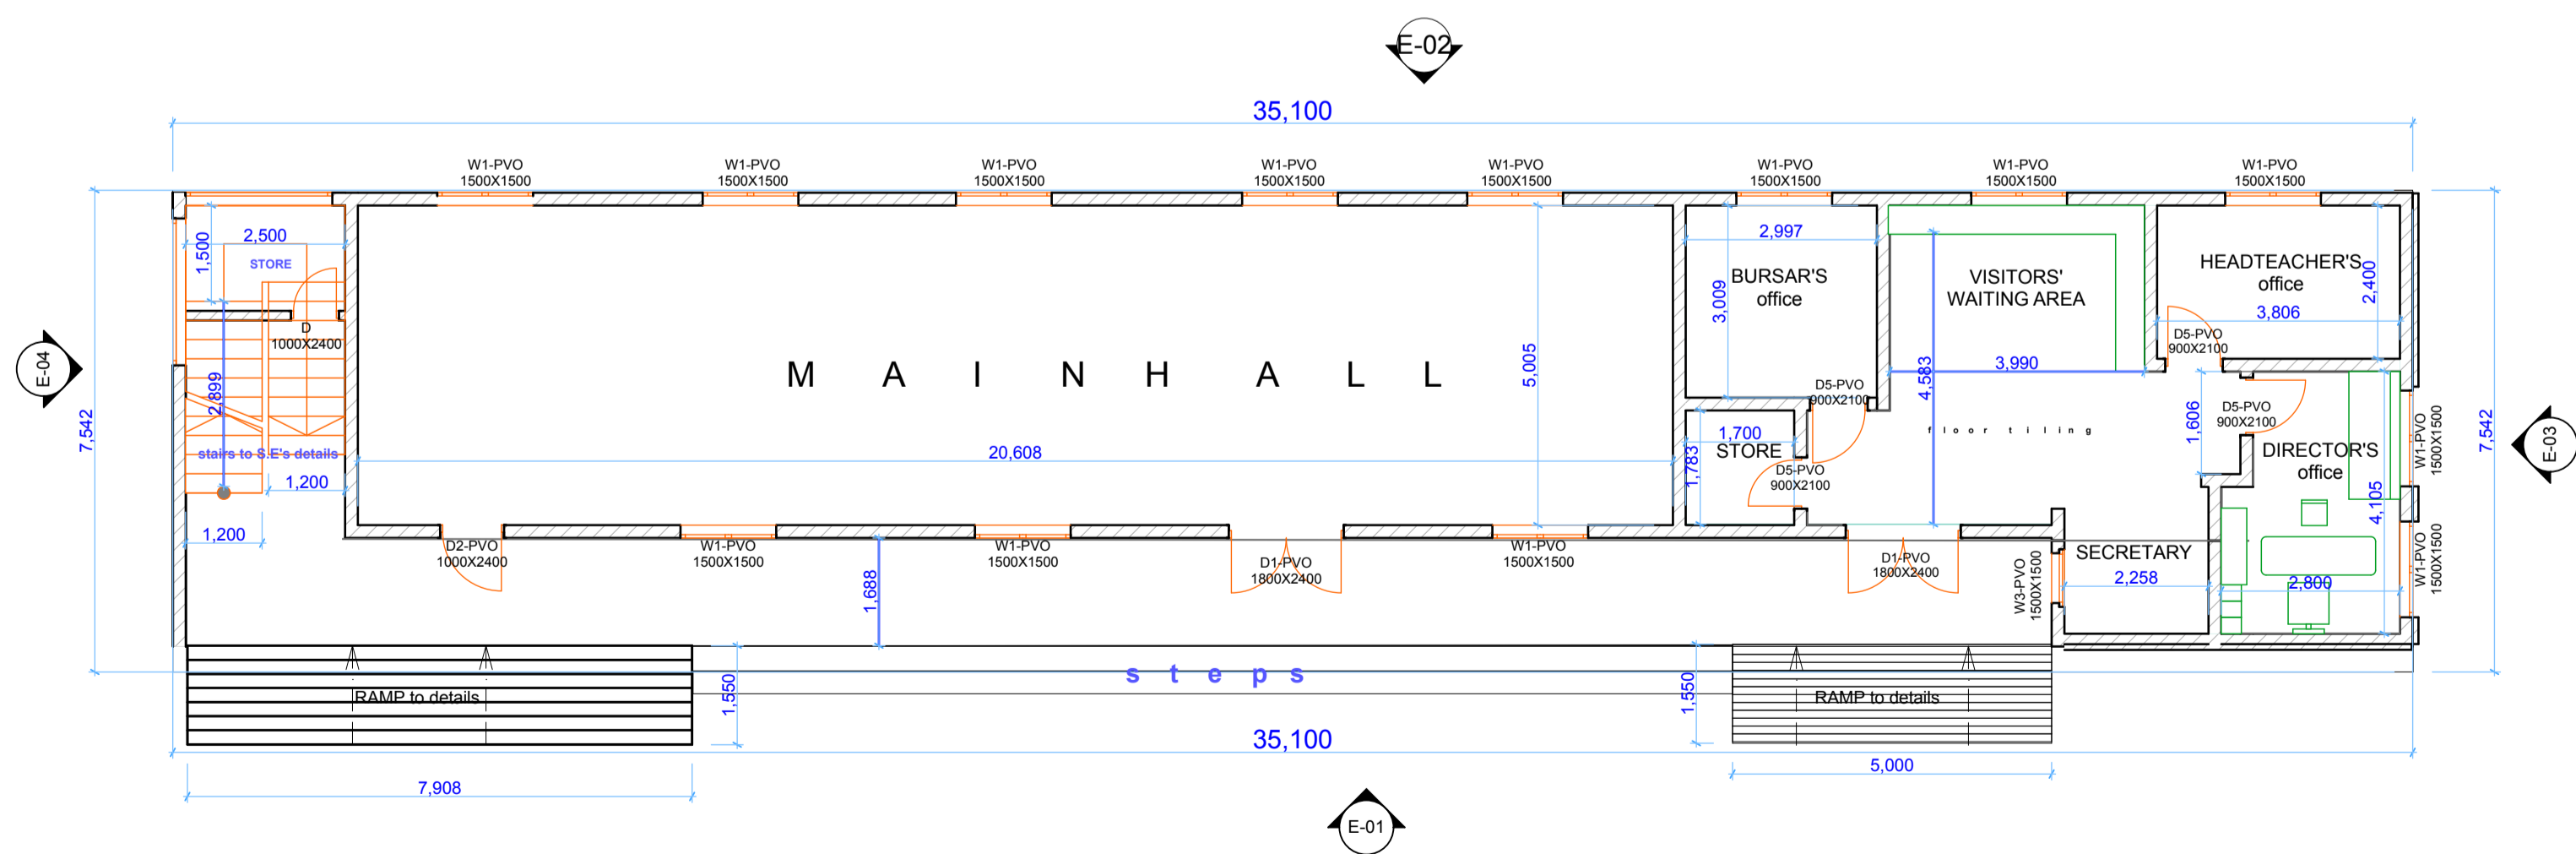 E-02
35,100
W1-PVO
1500X1500
W1-PVO
1500X1500
W1-PVO
1500X1500
W1-PVO
1500X1500
W1-PVO
1500X1500
W1-PVO
1500X1500
W1-PVO
1500X1500
W1-PVO
1500X1500
2,500
1,500
STORE
D
1000X2400
2,899
stairs to S.E's details
1,200
1,200
E-04
7,542
M A I N H A L L
5,005
20,608
2,997
BURSAR'S
office
3,009
D5-PVO
900X2100
1,700
STORE
1,783
D5-PVO
900X2100
VISITORS'
WAITING AREA
4,583
3,990
floor tiling
HEADTEACHER'S
office
2,400
3,806
D5-PVO
900X2100
1,606
D5-PVO
900X2100
DIRECTOR'S
office
4,105
2,800
W1-PVO
1500X1500
W1-PVO
1500X1500
7,542
E-03
D2-PVO
1000X2400
W1-PVO
1500X1500
1,688
W1-PVO
1500X1500
D1-PVO
1800X2400
W1-PVO
1500X1500
D1-PVO
1800X2400
W3-PVO
1500X1500
SECRETARY
2,258
RAMP to details
1,550
steps
1,550
RAMP to details
35,100
7,908
5,000
E-01